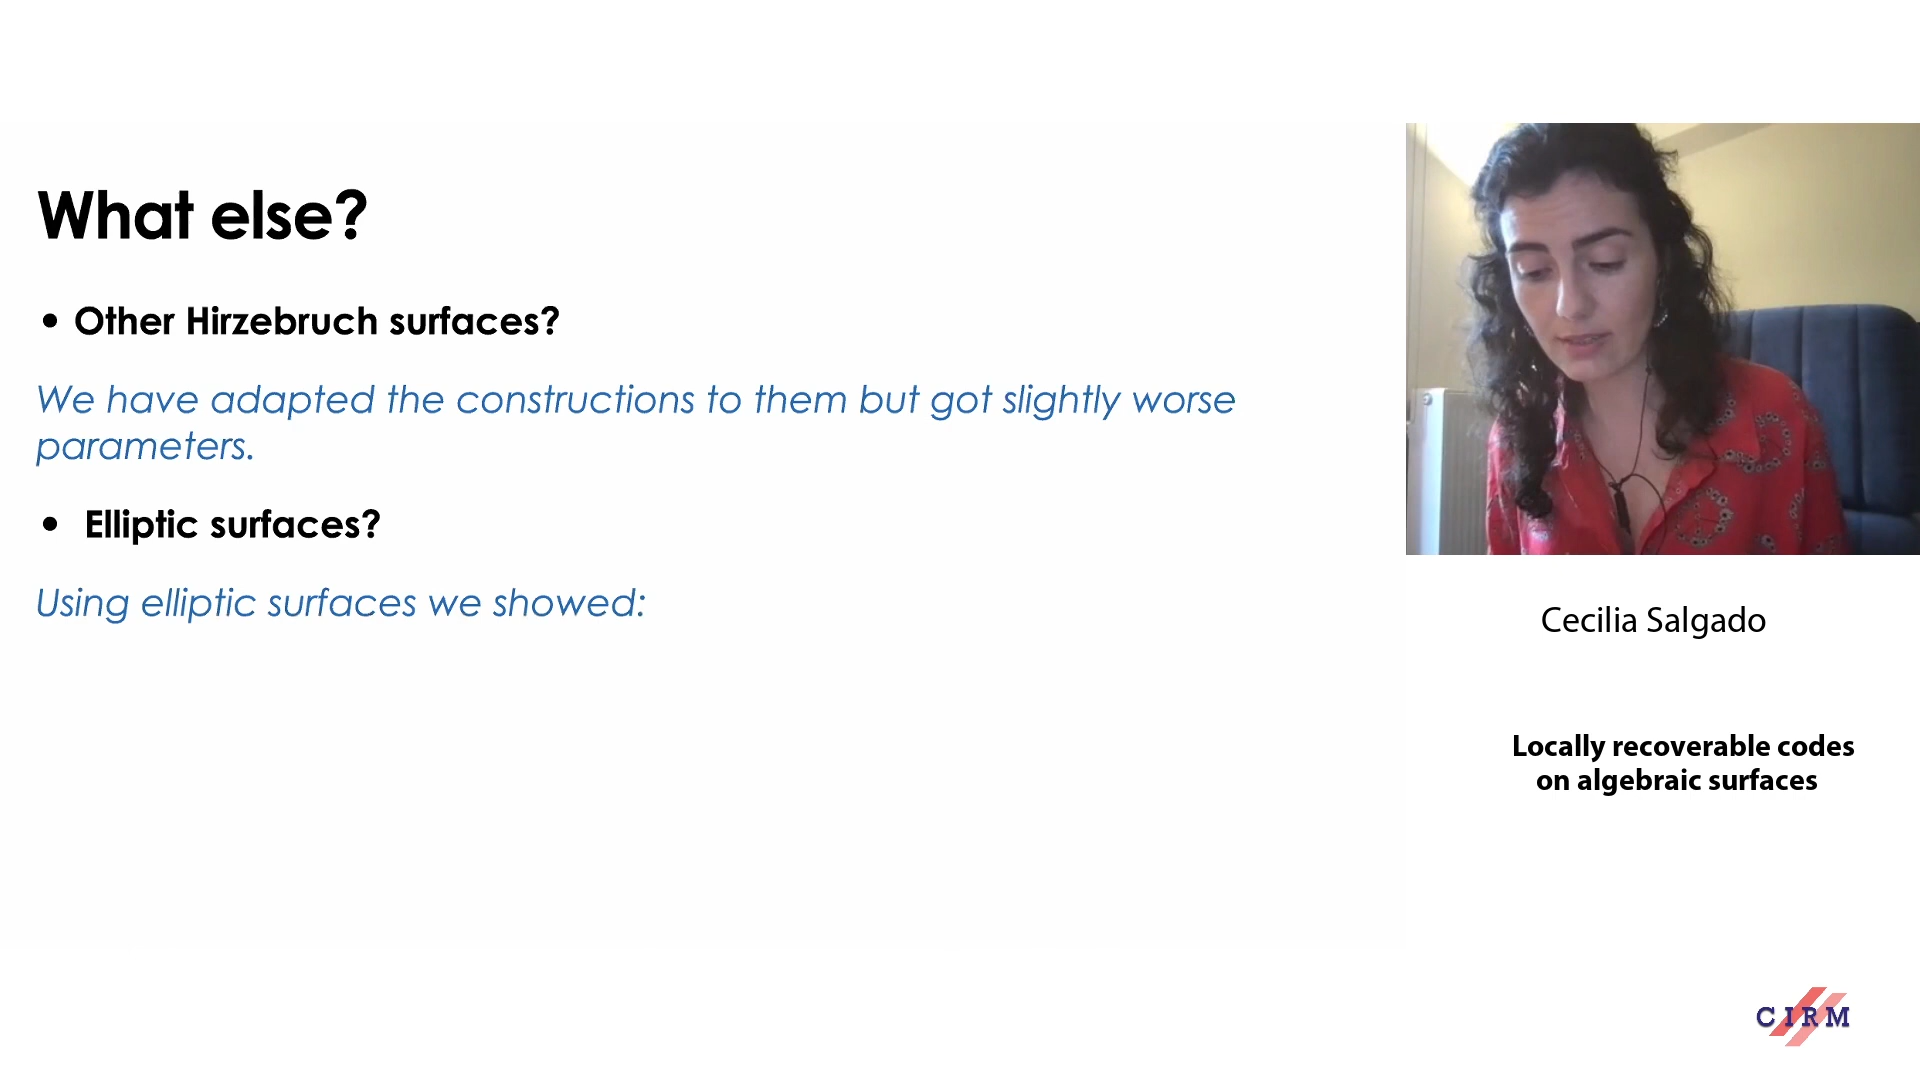 What else?
• Other Hirzebruch surfaces?
We have adapted the constructions to them but got slightly worse
parameters.
• Elliptic surfaces?
Using elliptic surfaces we showed:
Cecilia Salgado
Locally recoverable codes
on algebraic surfaces
CIRM